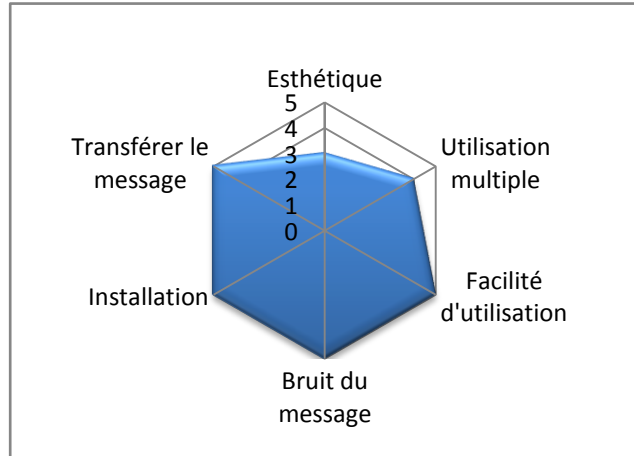 Esthétique
5
4
3
2
1
0
Utilisation
multiple
Facilité
d'utilisation
Bruit du
message
Installation
Transférer le
message